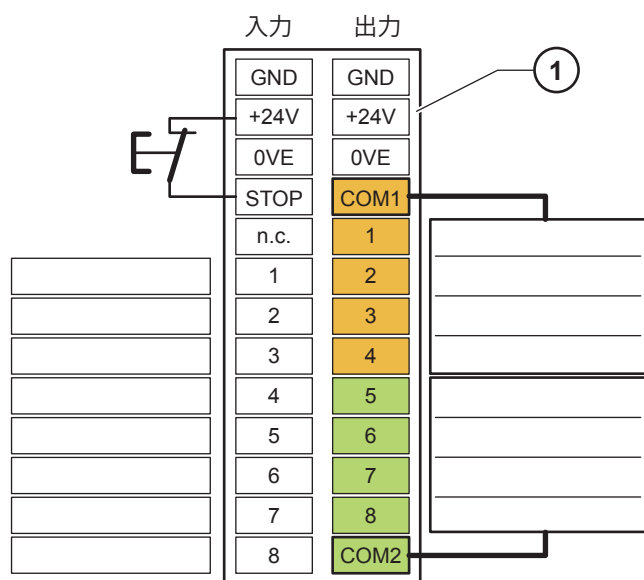 入力 出力
GND GND
1
+24V +24V
0VE 0VE
STOP COM1
n.c. 1
1 2
2 3
3 4
4 5
5 6
6 7
7 8
8 COM2